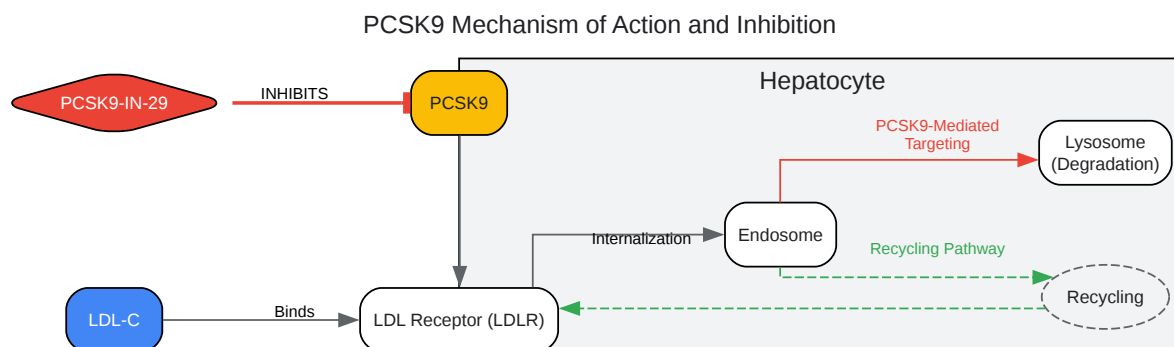 PCSK9 Mechanism of Action and Inhibition
Hepatocyte
PCSK9-IN-29
INHIBITS
PCSK9
PCSK9-Mediated
Targeting
Lysosome
(Degradation)
Internalization
Endosome
Recycling Pathway
Recycling
LDL-C
Binds
LDL Receptor (LDLR)